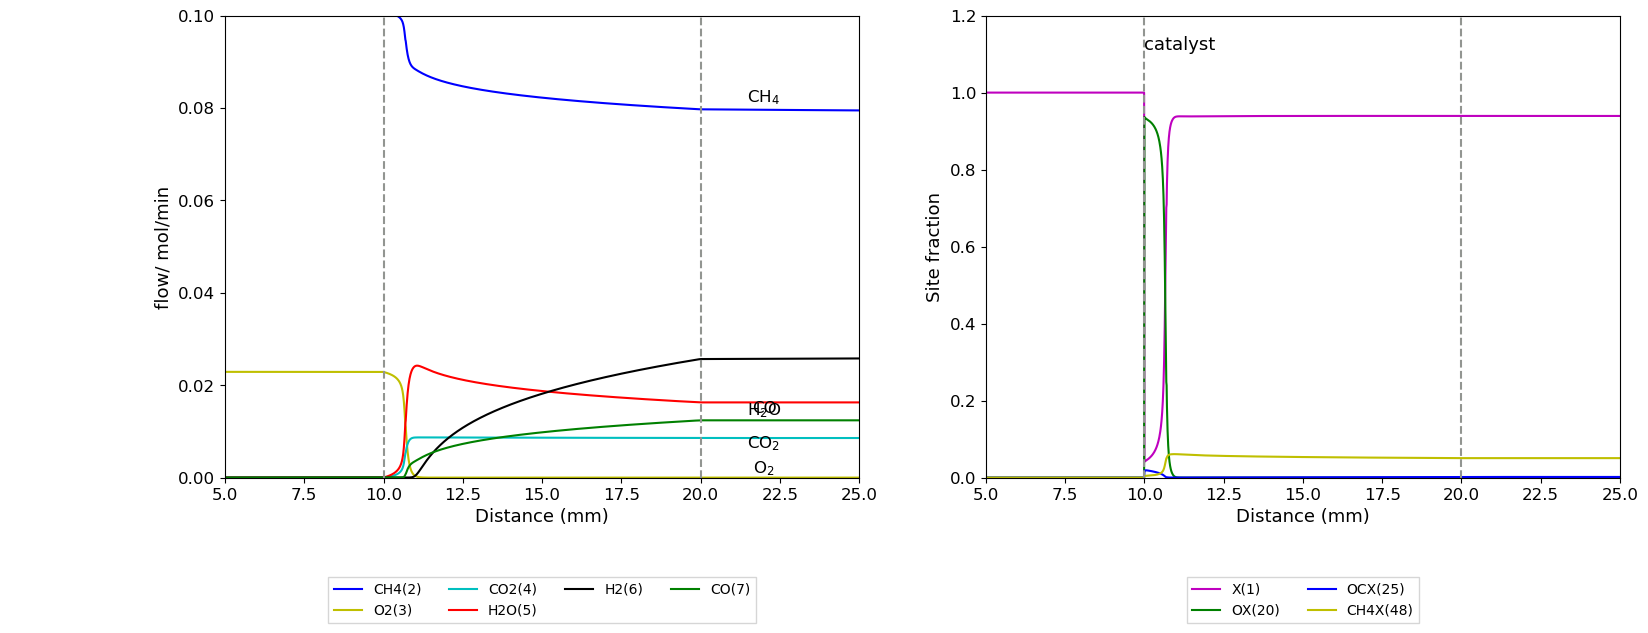 0.10
0.08
0.06
0.04
0.02
0.00
flow/ mol/min
CH₄
CO
H₂O
CO₂
O₂
5.0 7.5 10.0 12.5 15.0 17.5 20.0 22.5 25.0
Distance (mm)
CH4(2) CO2(4) H2(6) CO(7)
O2(3) H2O(5)
1.2
1.0
0.8
0.6
0.4
0.2
0.0
Site fraction
catalyst
5.0 7.5 10.0 12.5 15.0 17.5 20.0 22.5 25.0
Distance (mm)
X(1) OCX(25)
OX(20) CH4X(48)